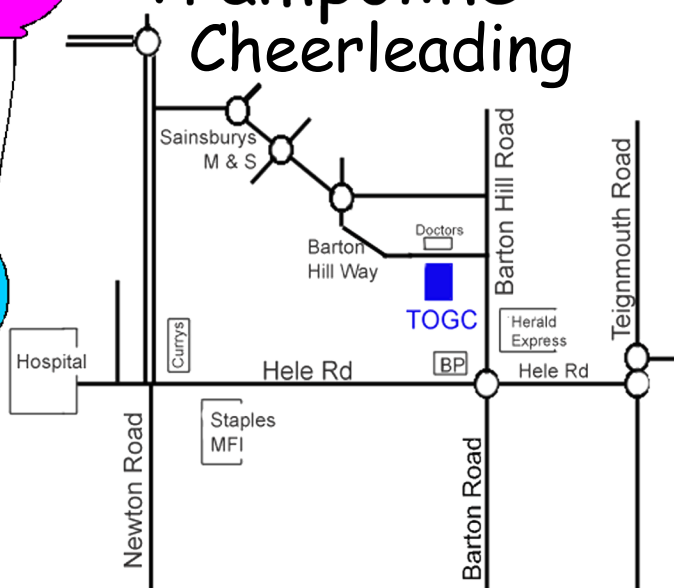 Cheerleading
Sainsburys
M & S
Barton Hill Road
Teignmouth Road
Doctors
Barton
Hill Way
TOGC
Herald
Express
Currys
Hospital
Hele Rd
BP
Hele Rd
Staples
MFI
Newton Road
Barton Road